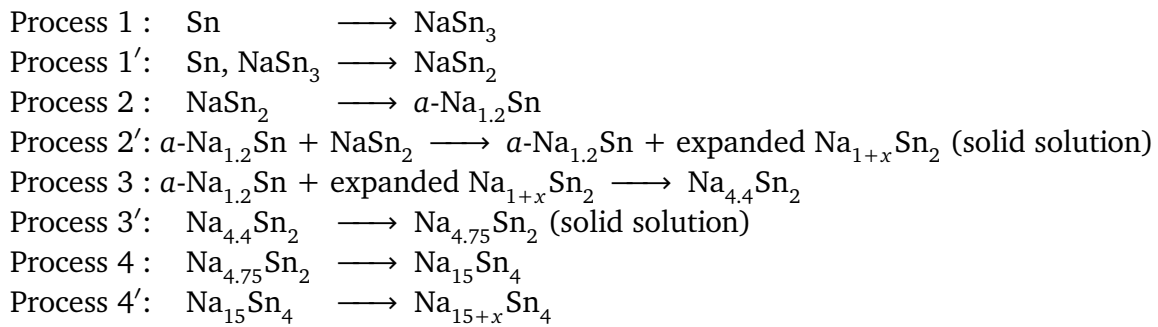 Process 1 : Sn ⟶ NaSn₃
Process 1′: Sn, NaSn₃ ⟶ NaSn₂
Process 2 : NaSn₂ ⟶ a-Na₁.₂Sn
Process 2′: a-Na₁.₂Sn + NaSn₂ ⟶ a-Na₁.₂Sn + expanded Na₁₊ₓSn₂ (solid solution)
Process 3 : a-Na₁.₂Sn + expanded Na₁₊ₓSn₂ ⟶ Na₄.₄Sn₂
Process 3′: Na₄.₄Sn₂ ⟶ Na₄.₇₅Sn₂ (solid solution)
Process 4 : Na₄.₇₅Sn₂ ⟶ Na₁₅Sn₄
Process 4′: Na₁₅Sn₄ ⟶ Na₁₅₊ₓSn₄